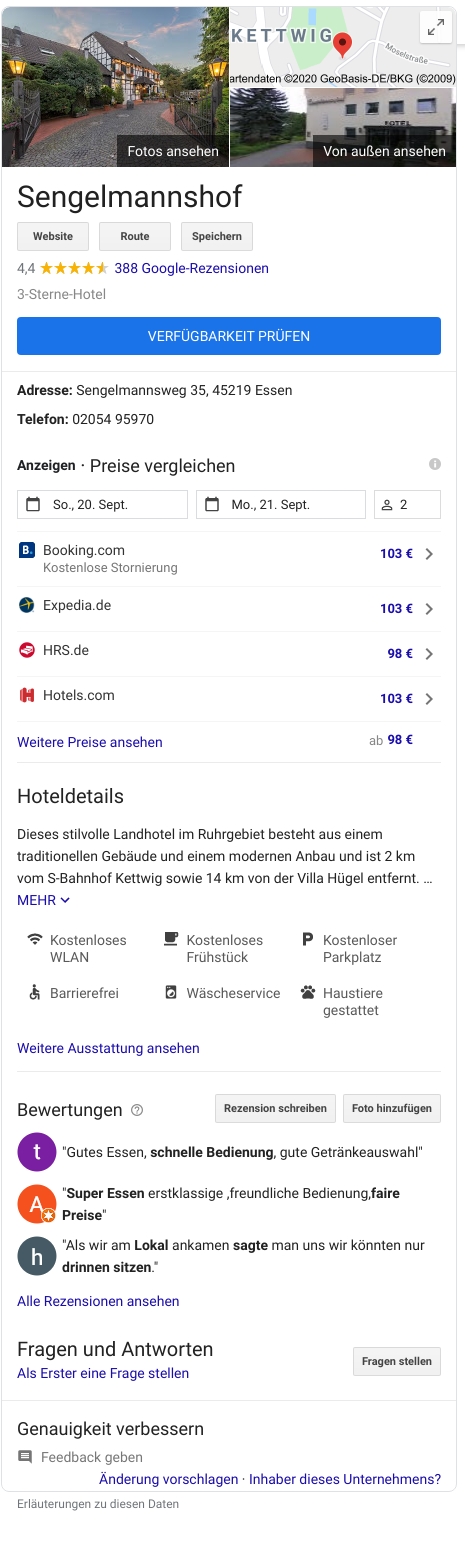 KETTWIG
Moselstraße
artendaten ©2020 GeoBasis-DE/BKG (©2009)
HOTEL
Fotos ansehen
Von außen ansehen
Sengelmannshof
Website
Route
Speichern
4,4 388 Google-Rezensionen
3-Sterne-Hotel
VERFÜGBARKEIT PRÜFEN
Adresse: Sengelmannsweg 35, 45219 Essen
Telefon: 02054 95970
Anzeigen · Preise vergleichen
So., 20. Sept.
Mo., 21. Sept.
2
B.
Booking.com
103 €
Kostenlose Stornierung
Expedia.de
103 €
HRS.de
98 €
H
Hotels.com
103 €
Weitere Preise ansehen
ab 98 €
Hoteldetails
Dieses stilvolle Landhotel im Ruhrgebiet besteht aus einem
traditionellen Gebäude und einem modernen Anbau und ist 2 km
vom S-Bahnhof Kettwig sowie 14 km von der Villa Hügel entfernt. …
MEHR
Kostenloses
WLAN
Kostenloses
Frühstück
P
Kostenloser
Parkplatz
Barrierefrei
Wäscheservice
Haustiere
gestattet
Weitere Ausstattung ansehen
Bewertungen
Rezension schreiben
Foto hinzufügen
t
"Gutes Essen, schnelle Bedienung, gute Getränkeauswahl"
A
"Super Essen erstklassige ,freundliche Bedienung,faire
Preise"
h
"Als wir am Lokal ankamen sagte man uns wir könnten nur
drinnen sitzen."
Alle Rezensionen ansehen
Fragen und Antworten
Als Erster eine Frage stellen
Fragen stellen
Genauigkeit verbessern
Feedback geben
Änderung vorschlagen · Inhaber dieses Unternehmens?
Erläuterungen zu diesen Daten